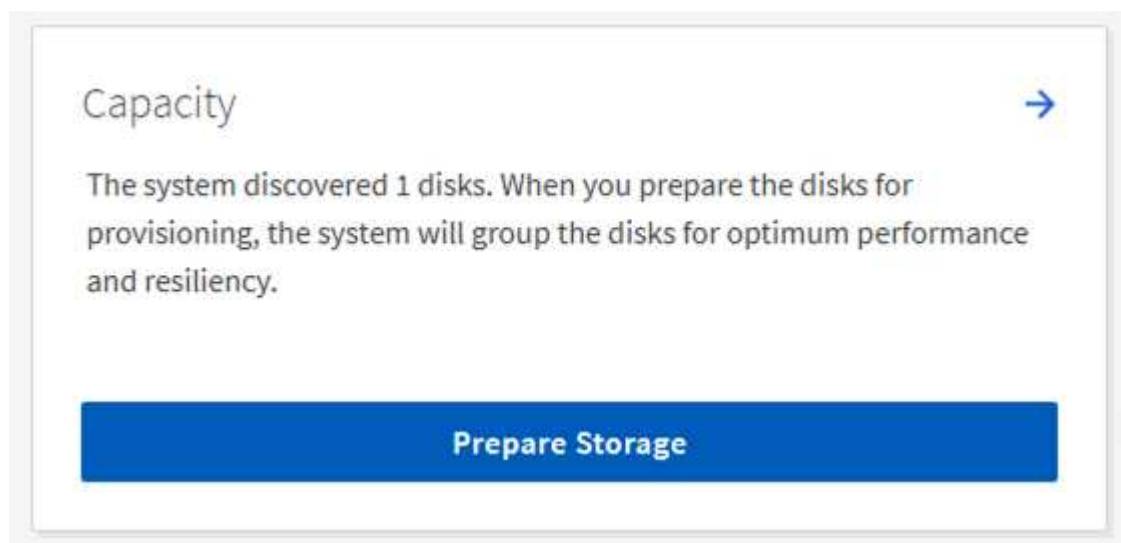 Capacity
The system discovered 1 disks. When you prepare the disks for
provisioning, the system will group the disks for optimum performance
and resiliency.
Prepare Storage